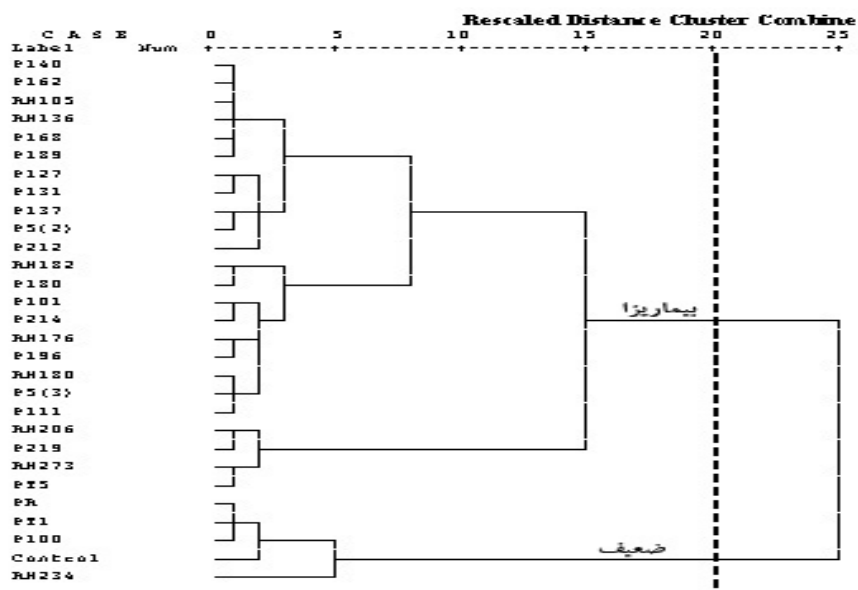 Rescaled Distance Cluster Combine
C A S E 0 5 10 15 20 25
Label Num
P140
P162
RH105
RH136
P168
P189
P127
P131
P137
P5(2)
P212
RH182
P180
P101
P214
بیماریزا
RH176
P196
RH180
P5(3)
P111
RH206
P219
RH273
PT5
PR
PT1
P100
ضعیف
Control
RH234